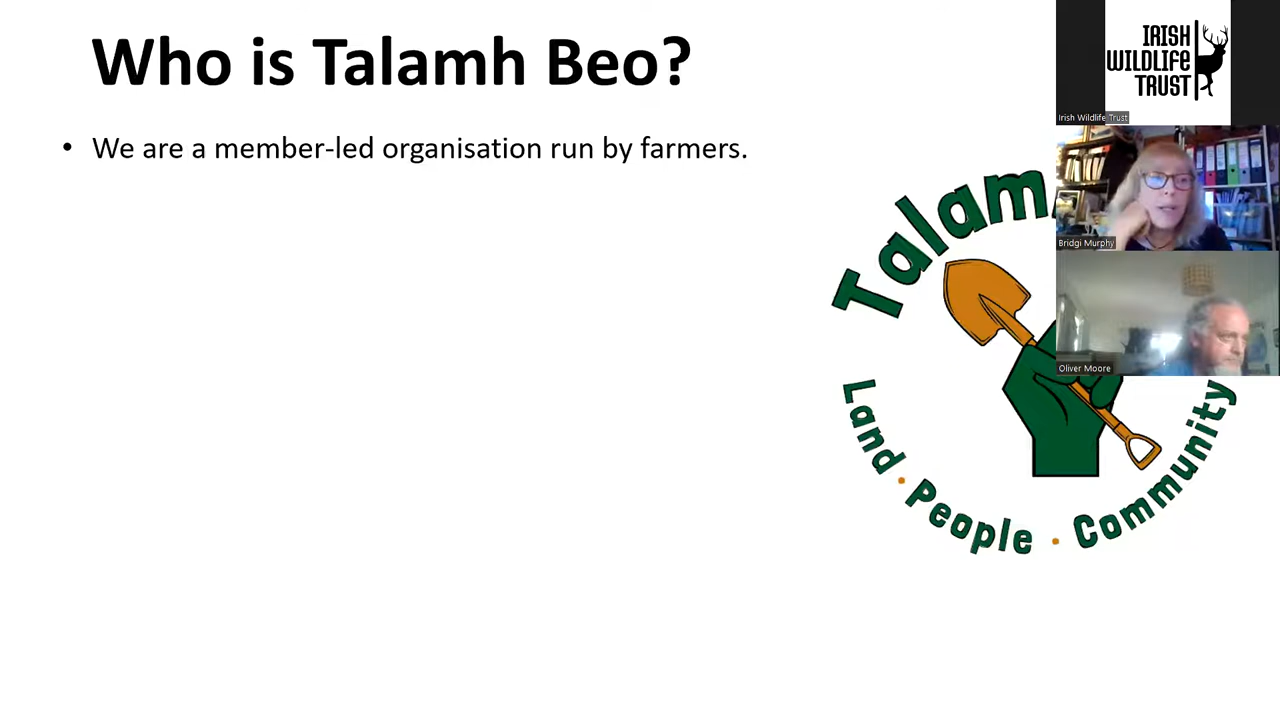 Who is Talamh Beo?
• We are a member-led organisation run by farmers.
Talam
Land · People · Community
IRISH
WILDLIFE
TRUST
Irish Wildlife Trust
Bridgi Murphy
Oliver Moore